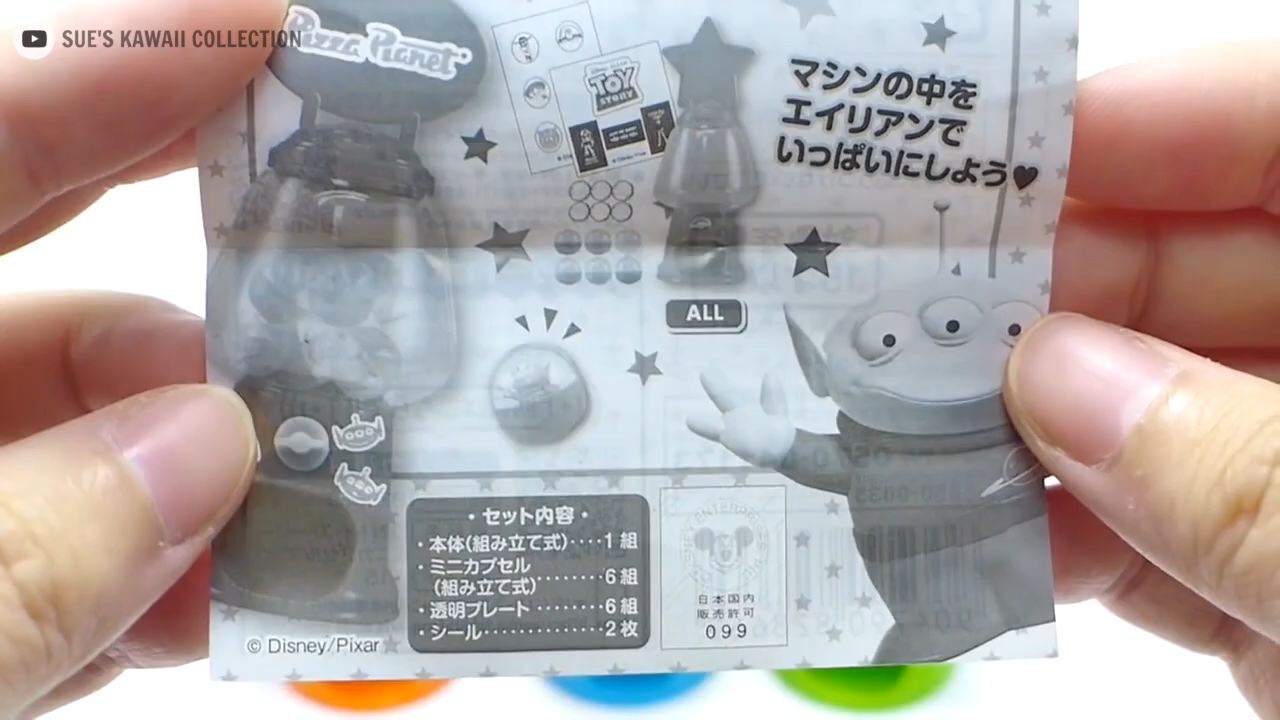 SUE'S KAWAII COLLECTION
Pizza Planet
DISNEY·PIXAR
TOY
STORY
マシンの中を
エイリアンで
いっぱいにしよう♥
ALL
・セット内容・
・本体(組み立て式)····1組
・ミニカプセル
(組み立て式)········6組
・透明プレート········6組
・シール··············2枚
日本国内
販売許可
099
© Disney/Pixar